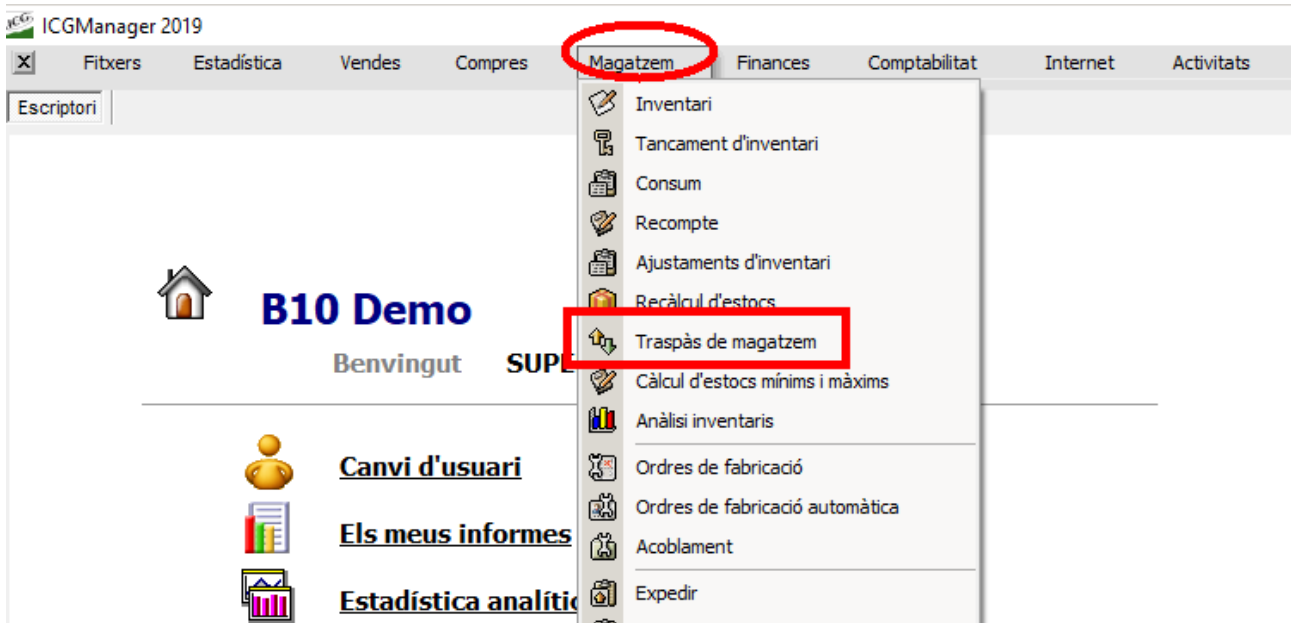 ICG ICGManager 2019
X Fitxers Estadística Vendes Compres Magatzem Finances Comptabilitat Internet Activitats
Escriptori
Inventari
Tancament d'inventari
Consum
Recompte
Ajustaments d'inventari
Recàlcul d'estocs
Traspàs de magatzem
Càlcul d'estocs mínims i màxims
Anàlisi inventaris
Ordres de fabricació
Ordres de fabricació automàtica
Acoblament
Expedir
B10 Demo
Benvingut
Canvi d'usuari
Els meus informes
Estadística